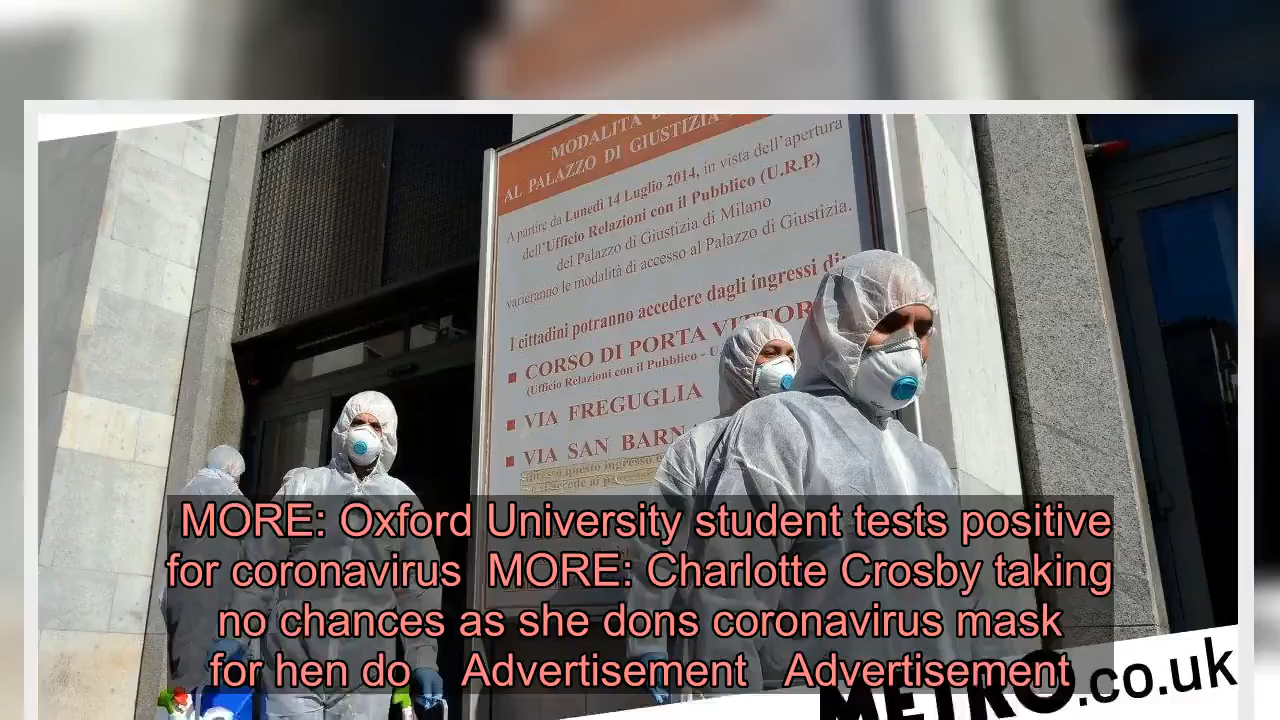 MODALITÀ
AL PALAZZO DI GIUSTIZIA
A partire da Lunedì 14 Luglio 2014, in vista dell'apertura
dell'Ufficio Relazioni con il Pubblico (U.R.P.)
del Palazzo di Giustizia di Milano
varieranno le modalità di accesso al Palazzo di Giustizia.
I cittadini potranno accedere dagli ingressi di:
CORSO DI PORTA VITTOR
(Ufficio Relazioni con il Pubblico - U
VIA FREGUGLIA
VIA SAN BARN
MORE: Oxford University student tests positive
for coronavirus MORE: Charlotte Crosby taking
no chances as she dons coronavirus mask
for hen do Advertisement Advertisement
METRO.co.uk